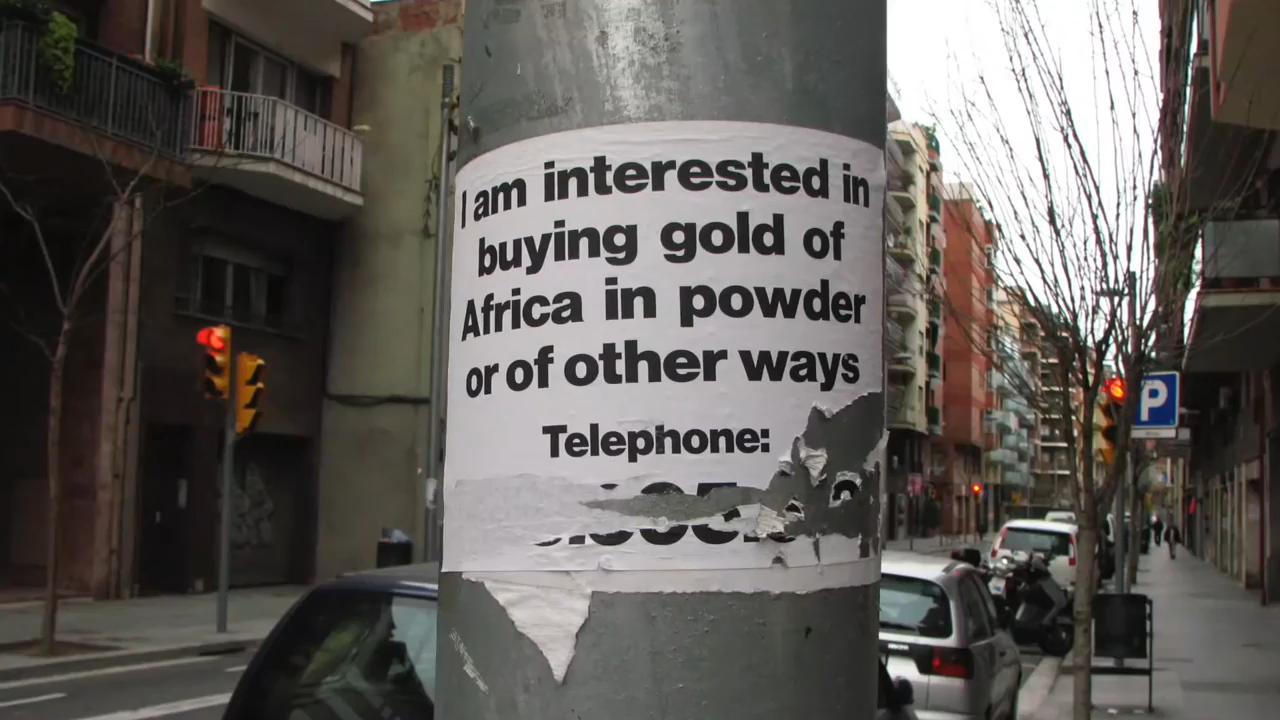 I am interested in
buying gold of
Africa in powder
or of other ways
Telephone:
P